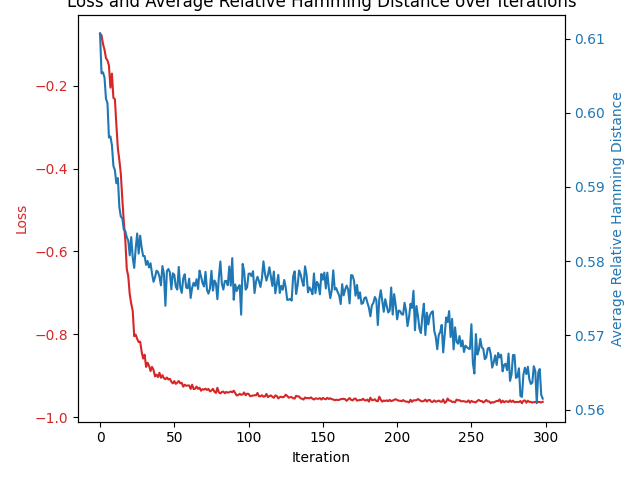 Loss and Average Relative Hamming Distance over Iterations
−0.2
−0.4
−0.6
−0.8
−1.0
Loss
0 50 100 150 200 250 300
Iteration
0.61
0.60
0.59
0.58
0.57
0.56
Average Relative Hamming Distance